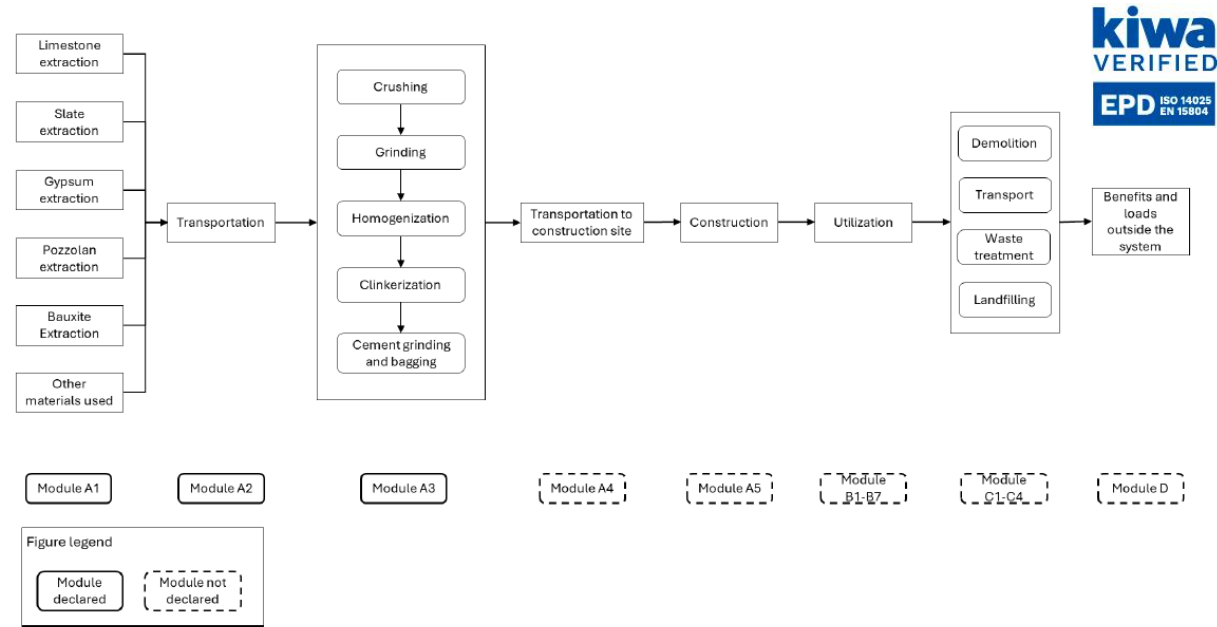 kiwa
VERIFIED
EPD ISO 14025
EN 15804
Limestone
extraction
Slate
extraction
Gypsum
extraction
Pozzolan
extraction
Bauxite
Extraction
Other
materials used
Transportation
Crushing
Grinding
Homogenization
Clinkerization
Cement grinding
and bagging
Transportation to
construction site
Construction
Utilization
Demolition
Transport
Waste
treatment
Landfilling
Benefits and
loads
outside the
system
Module A1
Module A2
Module A3
Module A4
Module A5
Module
B1-B7
Module
C1-C4
Module D
Figure legend
Module
declared
Module not
declared